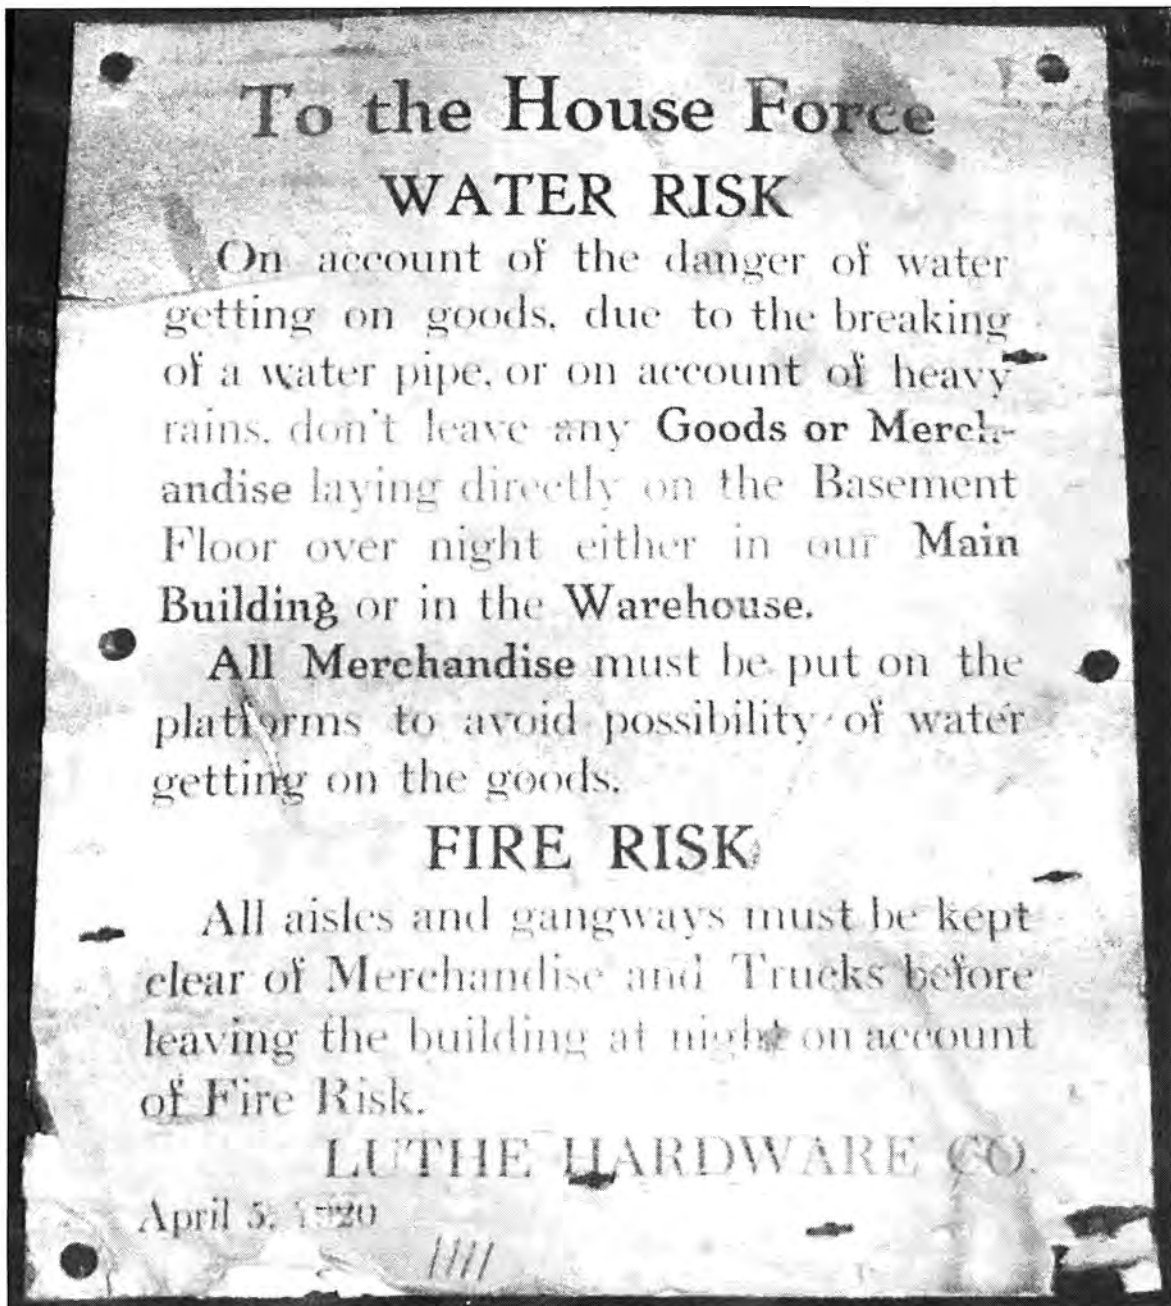 To the House Force
WATER RISK
On account of the danger of water
getting on goods, due to the breaking
of a water pipe, or on account of heavy
rains, don't leave any Goods or Merch-
andise laying directly on the Basement
Floor over night either in our Main
Building or in the Warehouse.
All Merchandise must be put on the
platforms to avoid possibility of water
getting on the goods.
FIRE RISK
All aisles and gangways must be kept
clear of Merchandise and Trucks before
leaving the building at night on account
of Fire Risk.
LUTHE HARDWARE CO.
April 5, 1920